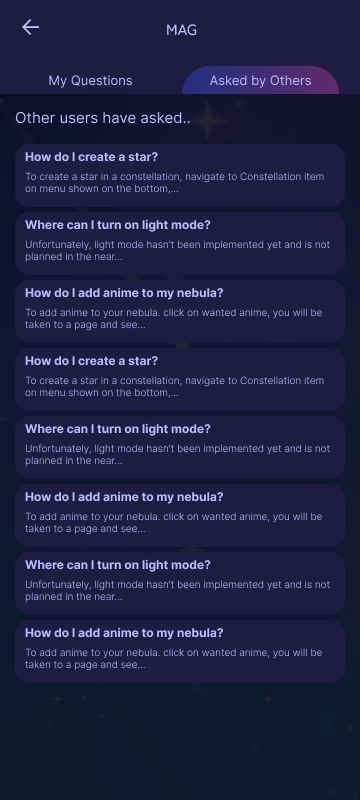 MAG
My Questions
Asked by Others
Other users have asked..
How do I create a star?
To create a star in a constellation, navigate to Constellation item
on menu shown on the bottom,...
Where can I turn on light mode?
Unfortunately, light mode hasn't been implemented yet and is not
planned in the near...
How do I add anime to my nebula?
To add anime to your nebula. click on wanted anime, you will be
taken to a page and see...
How do I create a star?
To create a star in a constellation, navigate to Constellation item
on menu shown on the bottom,...
Where can I turn on light mode?
Unfortunately, light mode hasn't been implemented yet and is not
planned in the near...
How do I add anime to my nebula?
To add anime to your nebula. click on wanted anime, you will be
taken to a page and see...
Where can I turn on light mode?
Unfortunately, light mode hasn't been implemented yet and is not
planned in the near...
How do I add anime to my nebula?
To add anime to your nebula. click on wanted anime, you will be
taken to a page and see...